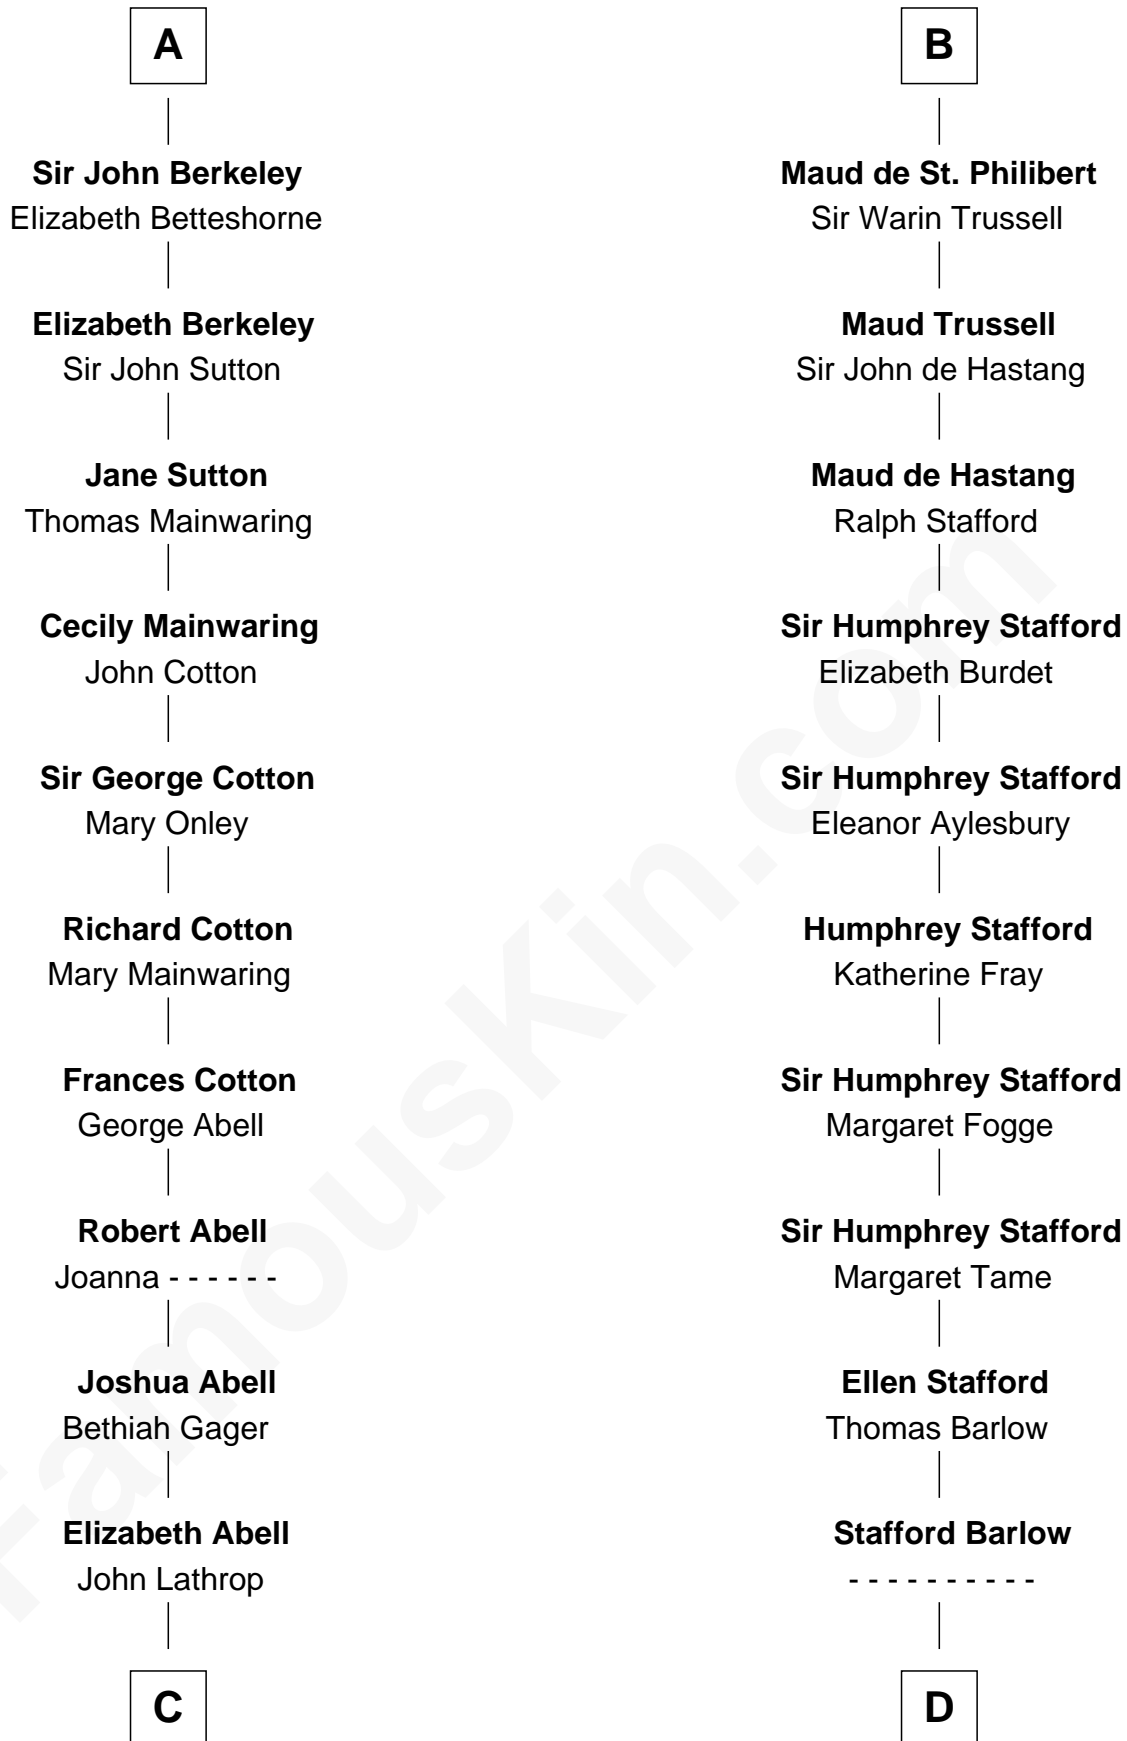 A
Sir John Berkeley
Elizabeth Betteshorne
Elizabeth Berkeley
Sir John Sutton
Jane Sutton
Thomas Mainwaring
Cecily Mainwaring
John Cotton
Sir George Cotton
Mary Onley
Richard Cotton
Mary Mainwaring
Frances Cotton
George Abell
Robert Abell
Joanna - - - - - -
Joshua Abell
Bethiah Gager
Elizabeth Abell
John Lathrop
C
B
Maud de St. Philibert
Sir Warin Trussell
Maud Trussell
Sir John de Hastang
Maud de Hastang
Ralph Stafford
Sir Humphrey Stafford
Elizabeth Burdet
Sir Humphrey Stafford
Eleanor Aylesbury
Humphrey Stafford
Katherine Fray
Sir Humphrey Stafford
Margaret Fogge
Sir Humphrey Stafford
Margaret Tame
Ellen Stafford
Thomas Barlow
Stafford Barlow
- - - - - - - - - -
D
FamousKin.com